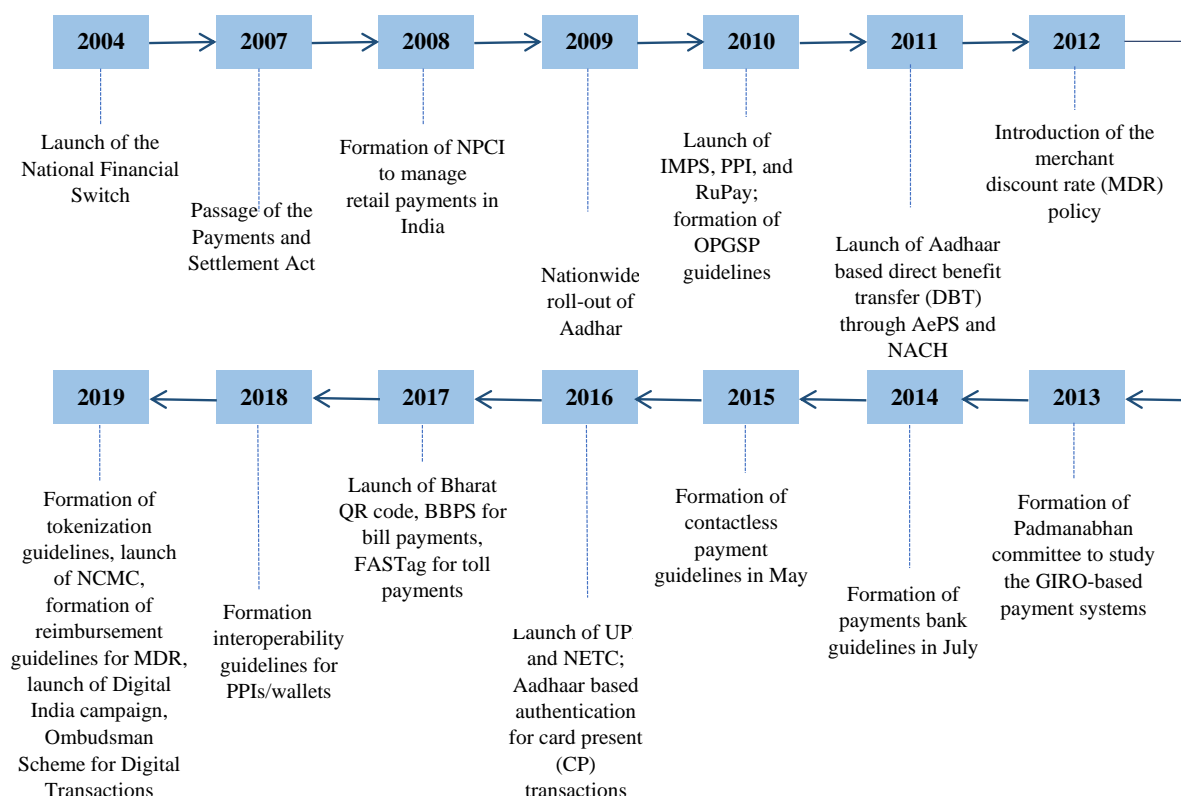 2004
2007
2008
2009
2010
2011
2012
Launch of the
National Financial
Switch
Passage of the
Payments and
Settlement Act
Formation of NPCI
to manage
retail payments in
India
Nationwide
roll-out of
Aadhar
Launch of
IMPS, PPI, and
RuPay;
formation of
OPGSP
guidelines
Launch of Aadhaar
based direct benefit
transfer (DBT)
through AePS and
NACH
Introduction of the
merchant
discount rate (MDR)
policy
2019
2018
2017
2016
2015
2014
2013
Formation of
tokenization
guidelines, launch
of NCMC,
formation of
reimbursement
guidelines for MDR,
launch of Digital
India campaign,
Ombudsman
Scheme for Digital
Transactions
Formation
interoperability
guidelines for
PPIs/wallets
Launch of Bharat
QR code, BBPS for
bill payments,
FASTag for toll
payments
Launch of UP
and NETC;
Aadhaar based
authentication
for card present
(CP)
transactions
Formation of
contactless
payment
guidelines in May
Formation of
payments bank
guidelines in July
Formation of
Padmanabhan
committee to study
the GIRO-based
payment systems